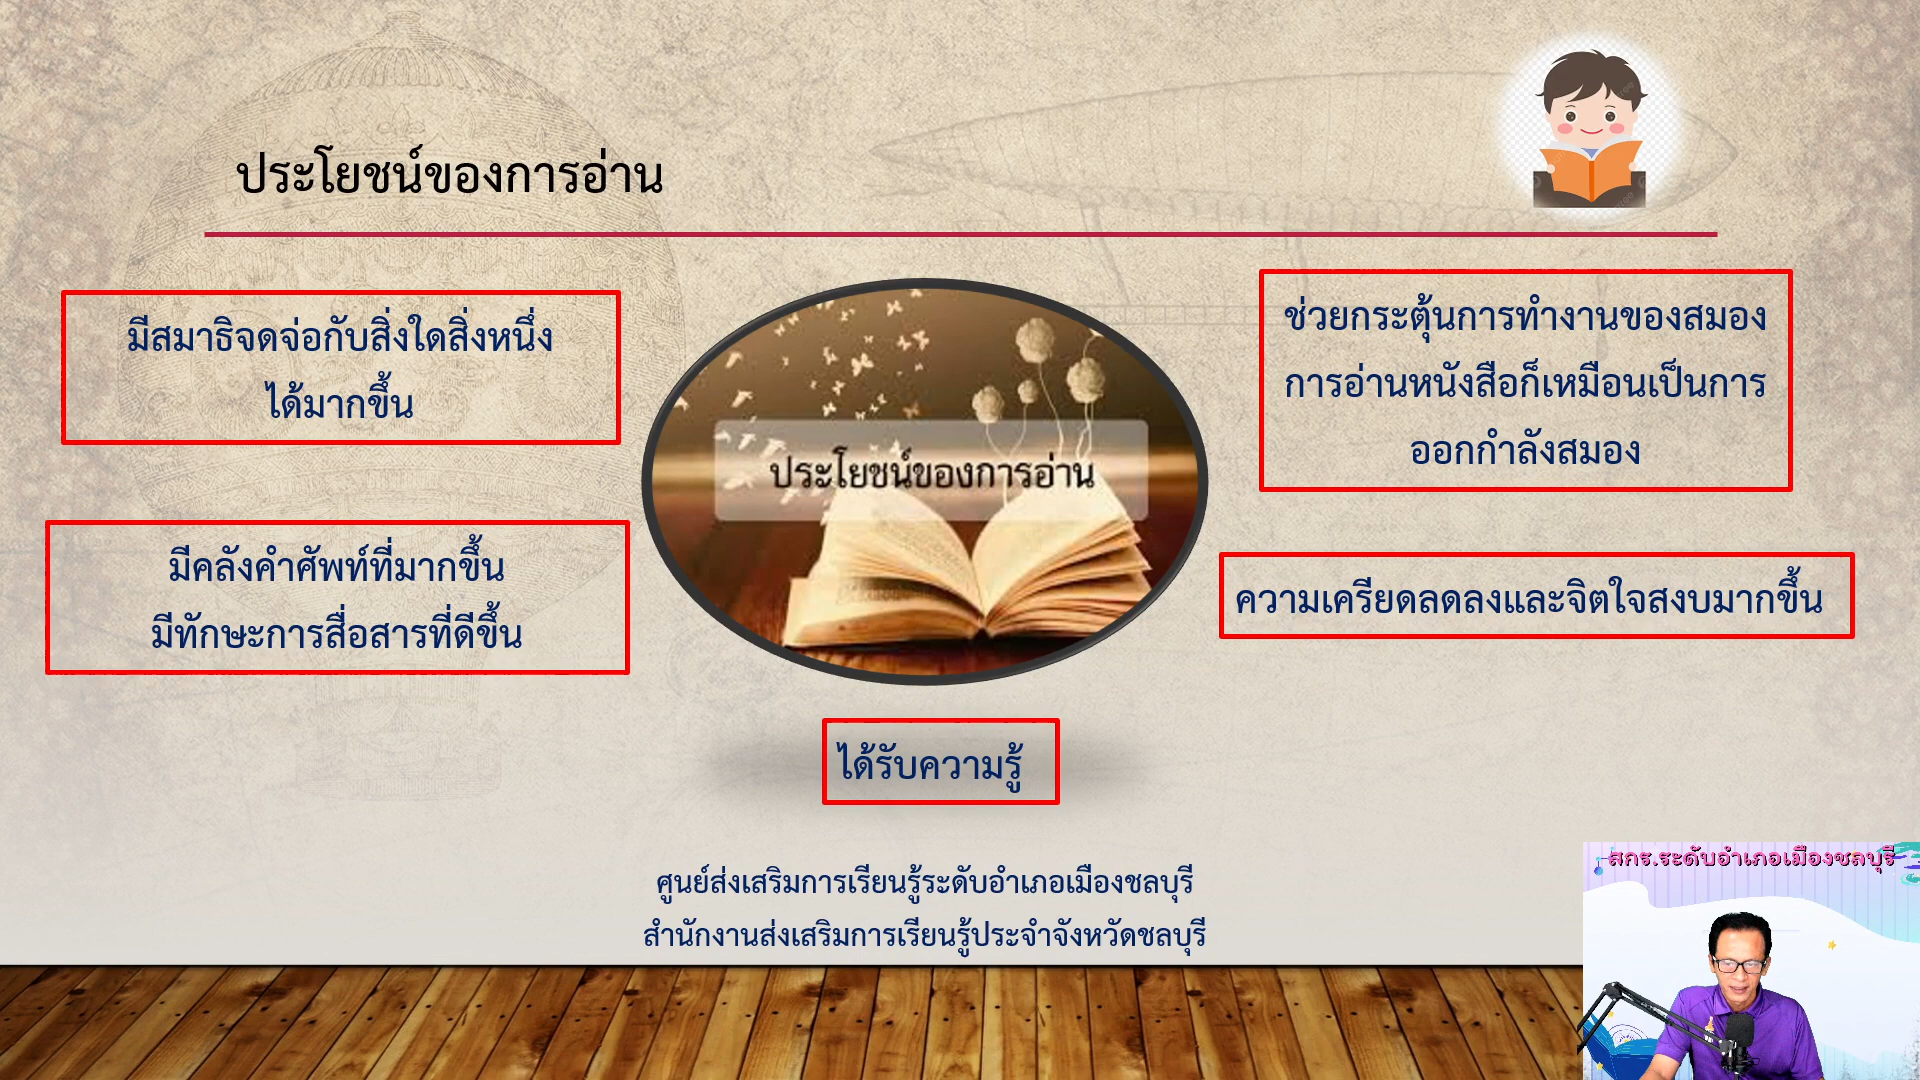 ประโยชน์ของการอ่าน
มีสมาธิจดจ่อกับสิ่งใดสิ่งหนึ่ง
ได้มากขึ้น
ช่วยกระตุ้นการทำงานของสมอง
การอ่านหนังสือก็เหมือนเป็นการ
ออกกำลังสมอง
ประโยชน์ของการอ่าน
มีคลังคำศัพท์ที่มากขึ้น
มีทักษะการสื่อสารที่ดีขึ้น
ความเครียดลดลงและจิตใจสงบมากขึ้น
ได้รับความรู้
ศูนย์ส่งเสริมการเรียนรู้ระดับอำเภอเมืองชลบุรี
สำนักงานส่งเสริมการเรียนรู้ประจำจังหวัดชลบุรี
สกร.ระดับอำเภอเมืองชลบุรี